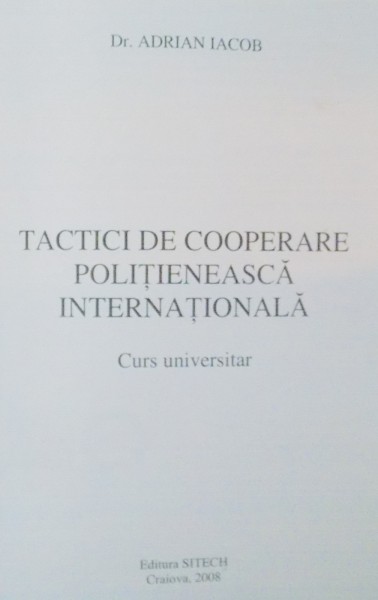 Dr. ADRIAN IACOB
TACTICI DE COOPERARE
POLIȚIENEASCĂ
INTERNAȚIONALĂ
Curs universitar
Editura SITECH
Craiova, 2008